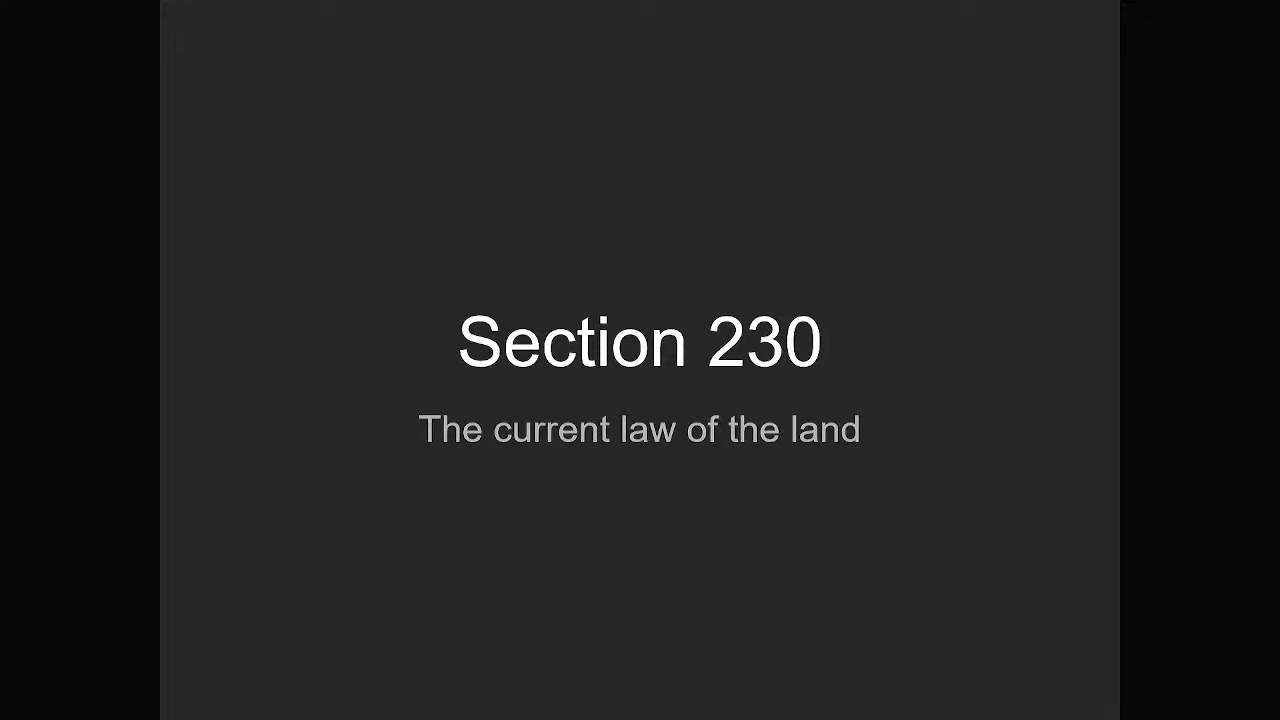 Section 230
The current law of the land